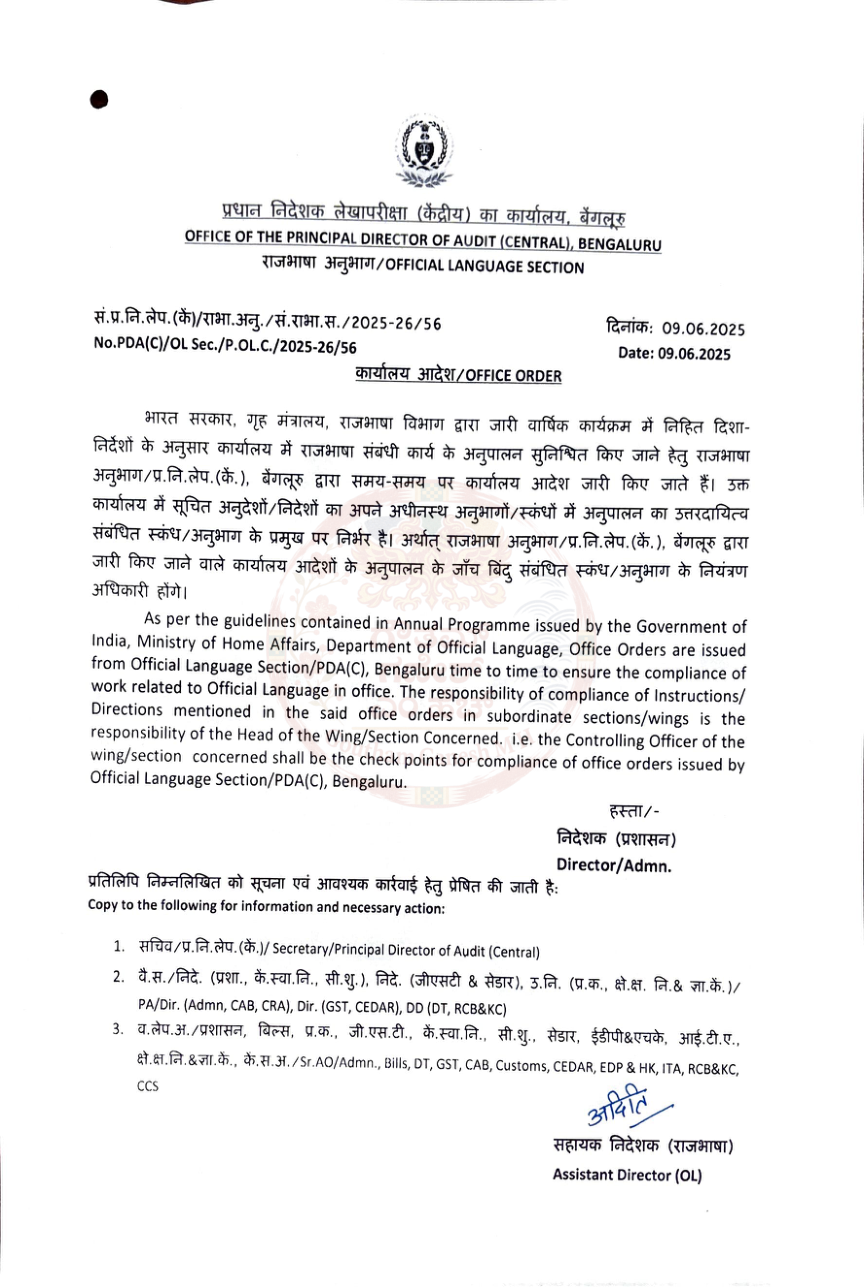 प्रधान निदेशक लेखापरीक्षा (केंद्रीय) का कार्यालय, बेंगलूरु
OFFICE OF THE PRINCIPAL DIRECTOR OF AUDIT (CENTRAL), BENGALURU
राजभाषा अनुभाग/OFFICIAL LANGUAGE SECTION
सं.प्र.नि.लेप.(कें)/राभा.अनु./सं.राभा.स./2025-26/56
दिनांक: 09.06.2025
No.PDA(C)/OL Sec./P.OL.C./2025-26/56
Date: 09.06.2025
कार्यालय आदेश/OFFICE ORDER
भारत सरकार, गृह मंत्रालय, राजभाषा विभाग द्वारा जारी वार्षिक कार्यक्रम में निहित दिशा-
निर्देशों के अनुसार कार्यालय में राजभाषा संबंधी कार्य के अनुपालन सुनिश्चित किए जाने हेतु राजभाषा
अनुभाग/प्र.नि.लेप.(कें.), बेंगलूरु द्वारा समय-समय पर कार्यालय आदेश जारी किए जाते हैं। उक्त
कार्यालय में सूचित अनुदेशों/निदेशों का अपने अधीनस्थ अनुभागों/स्कंधों में अनुपालन का उत्तरदायित्व
संबंधित स्कंध/अनुभाग के प्रमुख पर निर्भर है। अर्थात् राजभाषा अनुभाग/प्र.नि.लेप.(कें.), बेंगलूरु द्वारा
जारी किए जाने वाले कार्यालय आदेशों के अनुपालन के जाँच बिंदु संबंधित स्कंध/अनुभाग के नियंत्रण
अधिकारी होंगे।
As per the guidelines contained in Annual Programme issued by the Government of
India, Ministry of Home Affairs, Department of Official Language, Office Orders are issued
from Official Language Section/PDA(C), Bengaluru time to time to ensure the compliance of
work related to Official Language in office. The responsibility of compliance of Instructions/
Directions mentioned in the said office orders in subordinate sections/wings is the
responsibility of the Head of the Wing/Section Concerned. i.e. the Controlling Officer of the
wing/section concerned shall be the check points for compliance of office orders issued by
Official Language Section/PDA(C), Bengaluru.
हस्ता/-
निदेशक (प्रशासन)
Director/Admn.
प्रतिलिपि निम्नलिखित को सूचना एवं आवश्यक कार्रवाई हेतु प्रेषित की जाती है:
Copy to the following for information and necessary action:
1. सचिव/प्र.नि.लेप.(कें.)/ Secretary/Principal Director of Audit (Central)
2. वै.स./निदे. (प्रशा., कें.स्वा.नि., सी.शु.), निदे. (जीएसटी & सेडार), उ.नि. (प्र.क., क्षे.क्ष. नि.& ज्ञा.कें.)/
PA/Dir. (Admn, CAB, CRA), Dir. (GST, CEDAR), DD (DT, RCB&KC)
3. व.लेप.अ./प्रशासन, बिल्स, प्र.क., जी.एस.टी., कें.स्वा.नि., सी.शु., सेडार, ईडीपी&एचके, आई.टी.ए.,
क्षे.क्ष.नि.&ज्ञा.कें., कें.स.अ./Sr.AO/Admn., Bills, DT, GST, CAB, Customs, CEDAR, EDP & HK, ITA, RCB&KC,
CCS
अदिति
सहायक निदेशक (राजभाषा)
Assistant Director (OL)